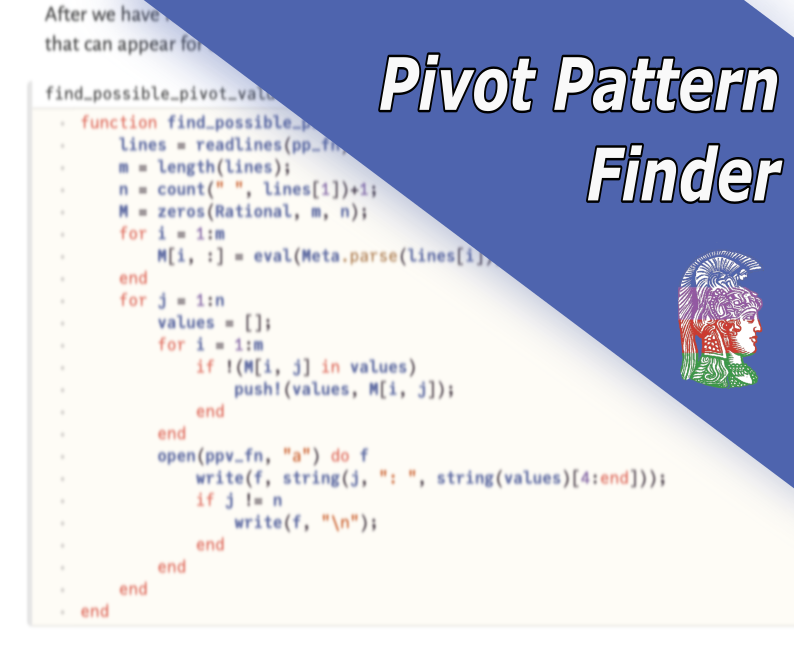 After we have
that can appear for
Pivot Pattern
Finder
find_possible_pivot_val
function find_possible_p
lines = readlines(pp_fn
m = length(lines);
n = count(" ", lines[1])+1;
M = zeros(Rational, m, n);
for i = 1:m
M[i, :] = eval(Meta.parse(lines[i])
end
for j = 1:n
values = [];
for i = 1:m
if !(M[i, j] in values)
push!(values, M[i, j]);
end
end
open(ppv_fn, "a") do f
write(f, string(j, ": ", string(values)[4:end]));
if j != n
write(f, "\n");
end
end
end
end